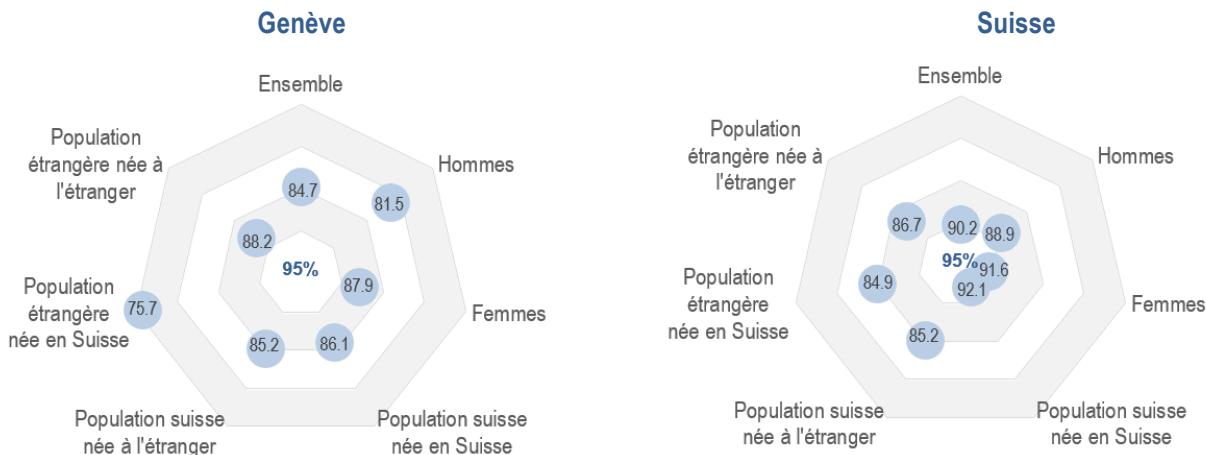 Genève
Ensemble
Population
étrangère née à
l'étranger
Hommes
84.7
81.5
88.2
95%
87.9
Population
étrangère
née en Suisse
75.7
Femmes
85.2
86.1
Population suisse
née à l'étranger
Population suisse
née en Suisse
Suisse
Ensemble
Population
étrangère née à
l'étranger
Hommes
86.7
90.2
88.9
95%
91.6
Population
étrangère
née en Suisse
84.9
92.1
Femmes
85.2
Population suisse
née à l'étranger
Population suisse
née en Suisse